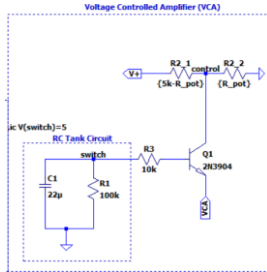 Voltage Controlled Amplifier (VCA)
R2_1
R2_2
V+
control
{5k-R_pot}
{R_pot}
.ic V(switch)=5
RC Tank Circuit
switch
R3
10k
Q1
2N3904
C1
22µ
R1
100k
VCA